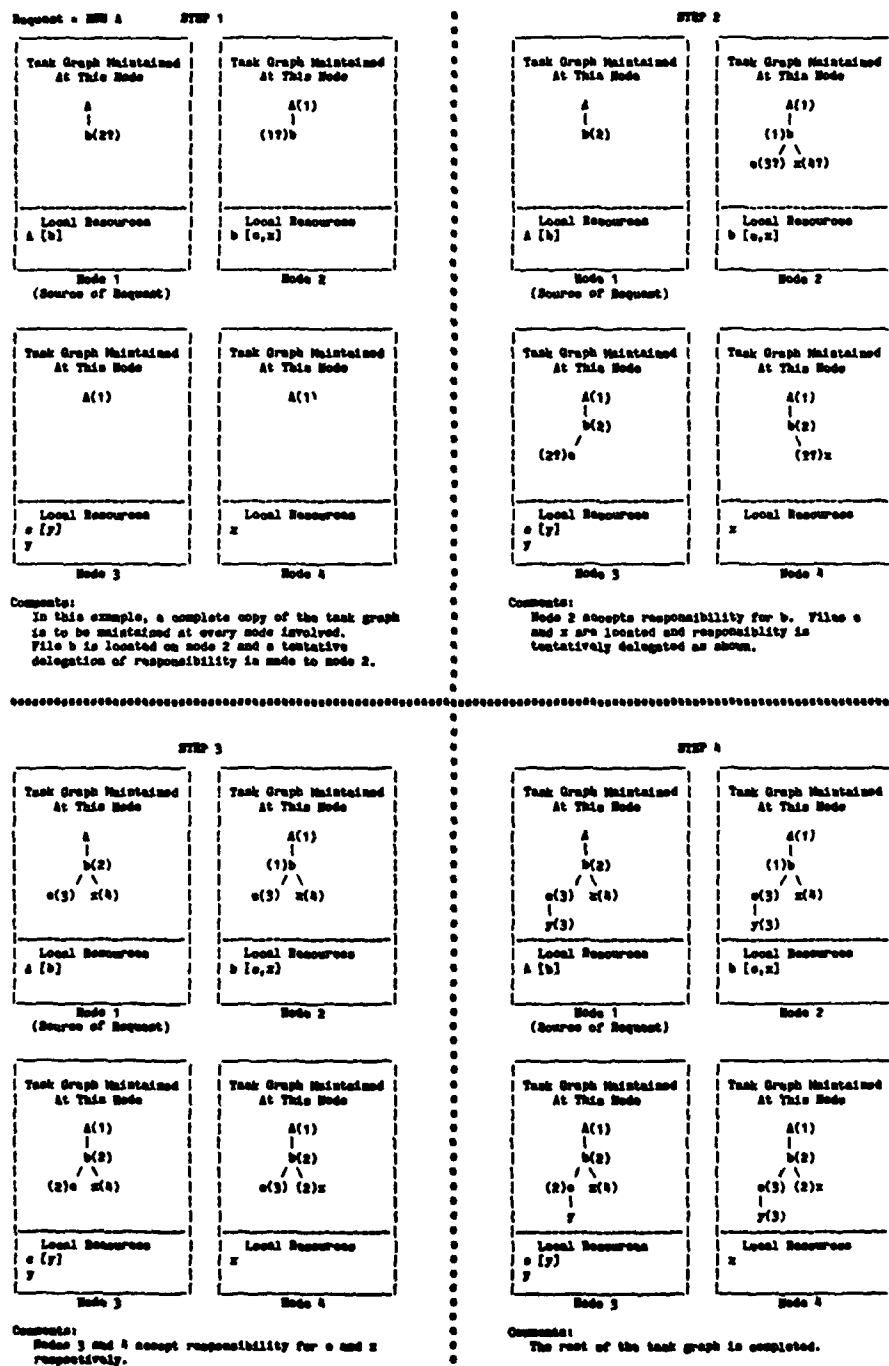 Request = RUN A STEP 1
Task Graph Maintained Task Graph Maintained
At This Node At This Node
A A(1)
b(2?) (1?)b
Local Resources Local Resources
A [b] b [c,x]
Node 1 Node 2
(Source of Request)
Task Graph Maintained Task Graph Maintained
At This Node At This Node
A(1) A(1)
Local Resources Local Resources
c [y] x
y
Node 3 Node 4
Comments:
In this example, a complete copy of the task graph
is to be maintained at every node involved.
File b is located on node 2 and a tentative
delegation of responsibility is made to node 2.
STEP 2
Task Graph Maintained Task Graph Maintained
At This Node At This Node
A A(1)
b(2) (1)b
c(3?) x(4?)
Local Resources Local Resources
A [b] b [c,x]
Node 1 Node 2
(Source of Request)
Task Graph Maintained Task Graph Maintained
At This Node At This Node
A(1) A(1)
b(2) b(2)
(2?)c (2?)x
Local Resources Local Resources
c [y] x
y
Node 3 Node 4
Comments:
Node 2 accepts responsibility for b. Files c
and x are located and responsiblity is
tentatively delegated as shown.
STEP 3
Task Graph Maintained Task Graph Maintained
At This Node At This Node
A A(1)
b(2) (1)b
c(3) x(4) c(3) x(4)
Local Resources Local Resources
A [b] b [c,x]
Node 1 Node 2
(Source of Request)
Task Graph Maintained Task Graph Maintained
At This Node At This Node
A(1) A(1)
b(2) b(2)
(2)c x(4) c(3) (2)x
Local Resources Local Resources
c [y] x
y
Node 3 Node 4
Comments:
Nodes 3 and 4 accept responsibility for c and x
respectively.
STEP 4
Task Graph Maintained Task Graph Maintained
At This Node At This Node
A A(1)
b(2) (1)b
c(3) x(4) c(3) x(4)
y(3) y(3)
Local Resources Local Resources
A [b] b [c,x]
Node 1 Node 2
(Source of Request)
Task Graph Maintained Task Graph Maintained
At This Node At This Node
A(1) A(1)
b(2) b(2)
(2)c x(4) c(3) (2)x
y y(3)
Local Resources Local Resources
c [y] x
y
Node 3 Node 4
Comments:
The rest of the task graph is completed.